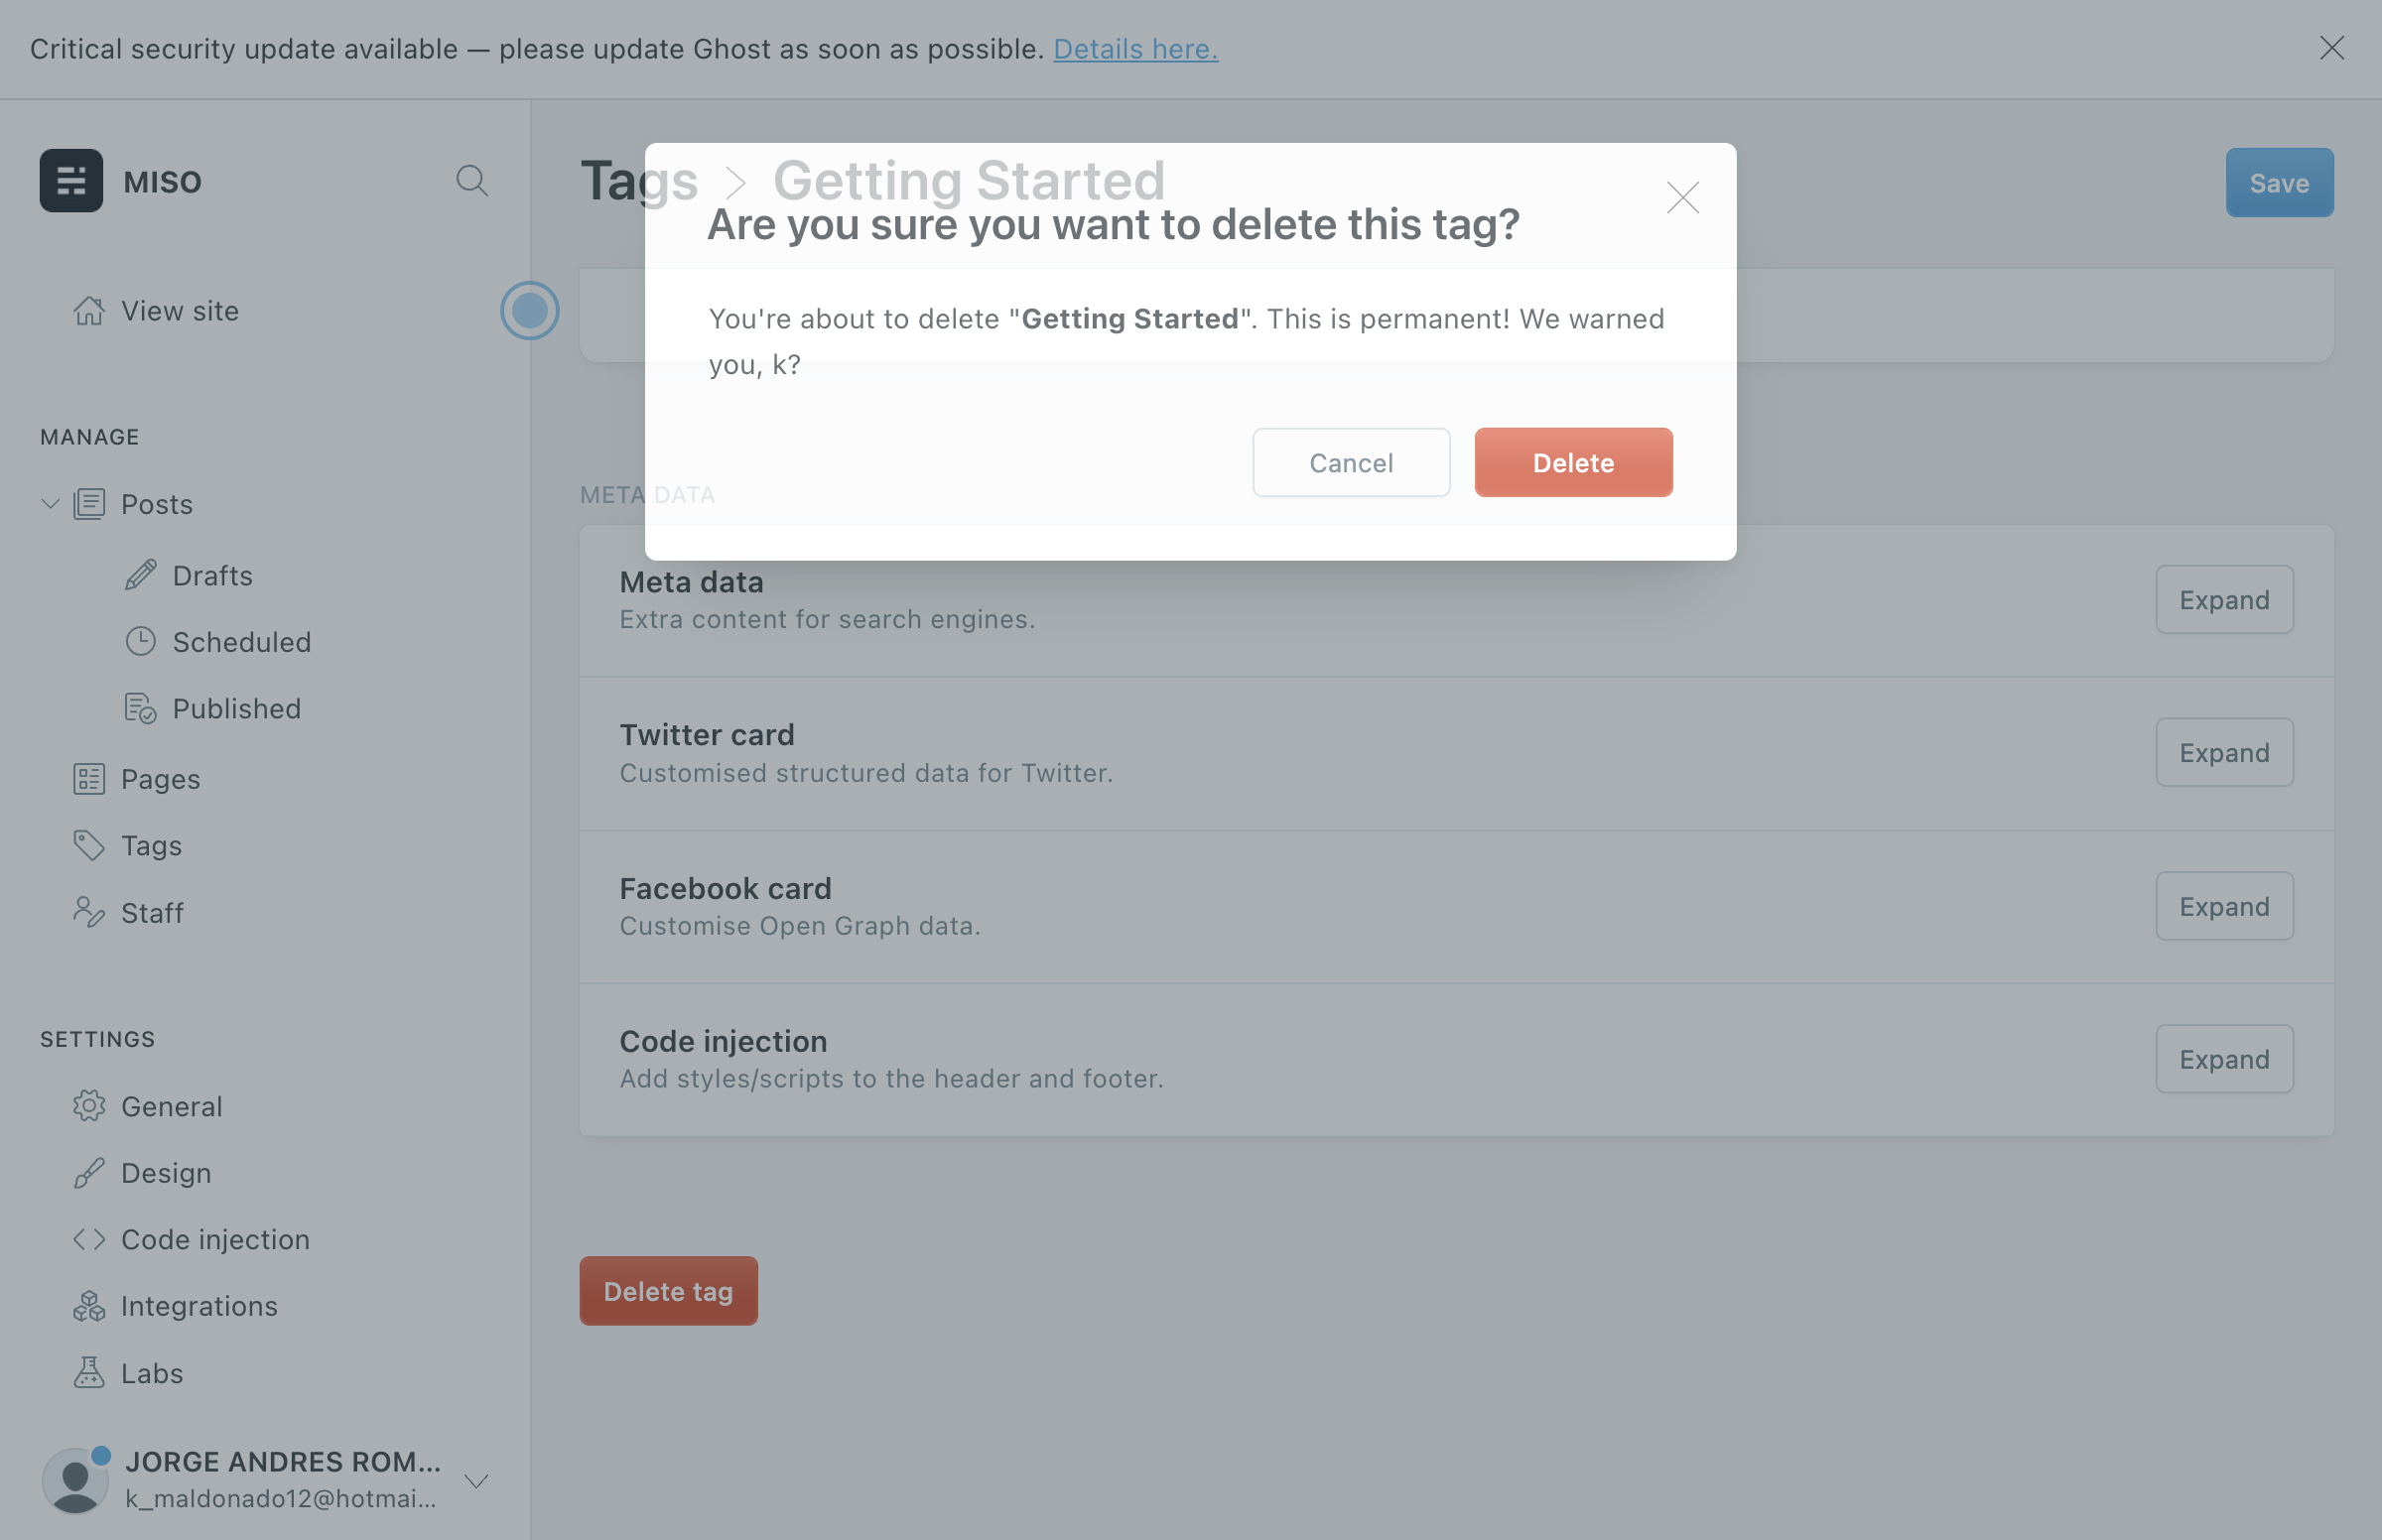 Critical security update available — please update Ghost as soon as possible. Details here.
MISO
View site
MANAGE
Posts
Drafts
Scheduled
Published
Pages
Tags
Staff
SETTINGS
General
Design
Code injection
Integrations
Labs
JORGE ANDRES ROM...
k_maldonado12@hotmai...
Tags > Getting Started
Save
Are you sure you want to delete this tag?
You're about to delete "Getting Started". This is permanent! We warned
you, k?
Cancel
Delete
META DATA
Meta data
Extra content for search engines.
Expand
Twitter card
Customised structured data for Twitter.
Expand
Facebook card
Customise Open Graph data.
Expand
Code injection
Add styles/scripts to the header and footer.
Expand
Delete tag